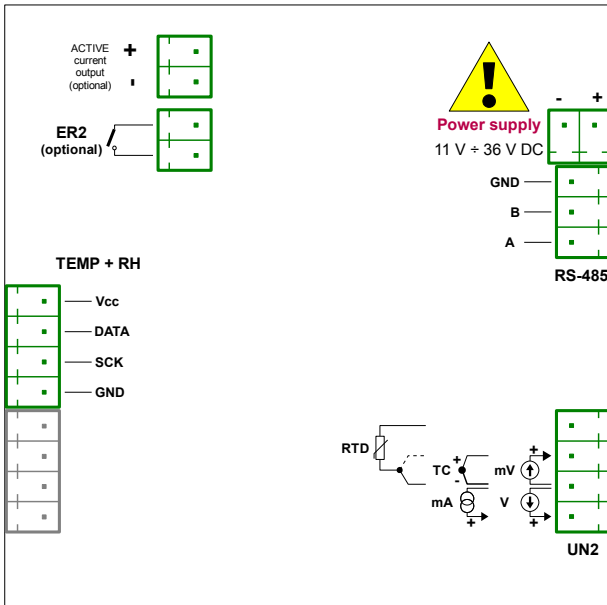 ACTIVE
current
output
(optional)
+
-
ER2
(optional)
- +
Power supply
11 V ÷ 36 V DC
GND
B
A
RS-485
TEMP + RH
Vcc
DATA
SCK
GND
RTD
TC
+
-
mV
+
mA
+
V
+
UN2